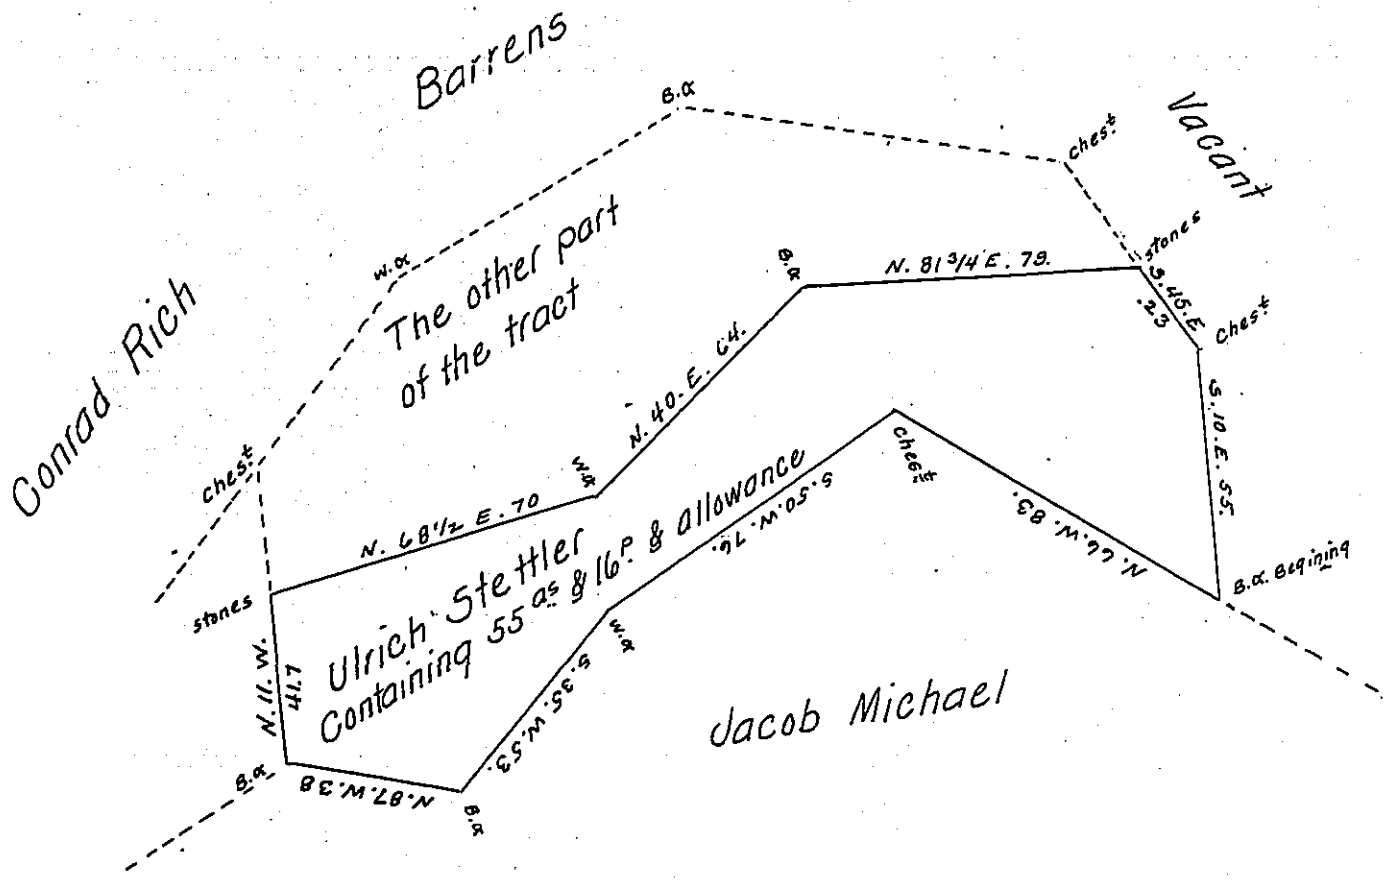 Barrens
B.α
chest
Vacant
w.α
The other part
of the tract
Conrad Rich
chest
stones
B.α
N. 81 3/4 E. 79.
stones
S. 45. E
.23
Chest
N. 40. E. 64.
S. 10. E. 55.
W.α
N. 68 1/2 E. 70
Chesnt
S. 50. W. 76.
N. 66. W. 83.
B.α. Begining
Ulrich Stettler
Containing 55 as & 16 P & allowance
N. 11. W.
41.7
W.α
S. 35. W. 53.
Jacob Michael
B.α
N. 87. W. 38
B.α